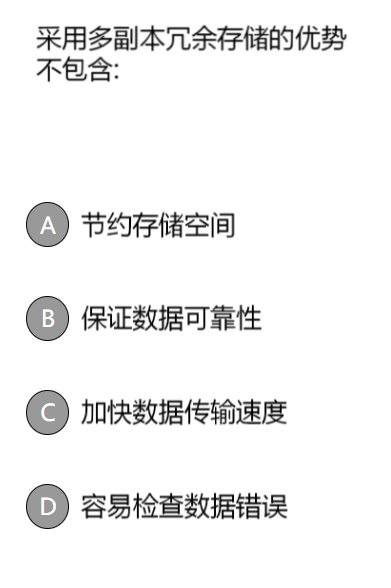 采用多副本冗余存储的优势
不包含:
A 节约存储空间
B 保证数据可靠性
C 加快数据传输速度
D 容易检查数据错误